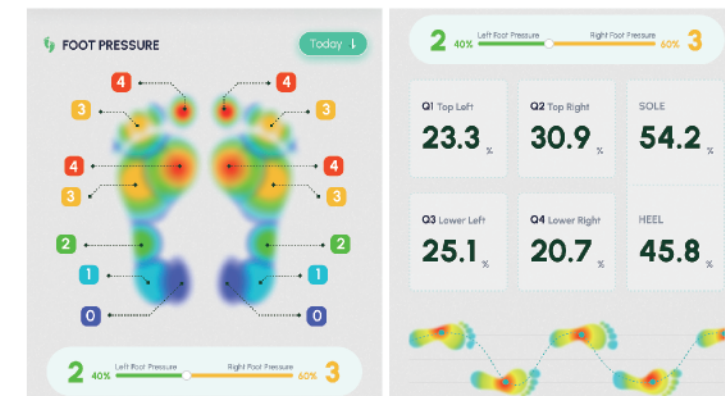 FOOT PRESSURE
Today ↓
4 4
3 3
4 4
3 3
2 2
1 1
0 0
2 40% Left Foot Pressure Right Foot Pressure 60% 3
2 40% Left Foot Pressure Right Foot Pressure 60% 3
Q1 Top Left Q2 Top Right SOLE
23.3 % 30.9 % 54.2 %
Q3 Lower Left Q4 Lower Right HEEL
25.1 % 20.7 % 45.8 %